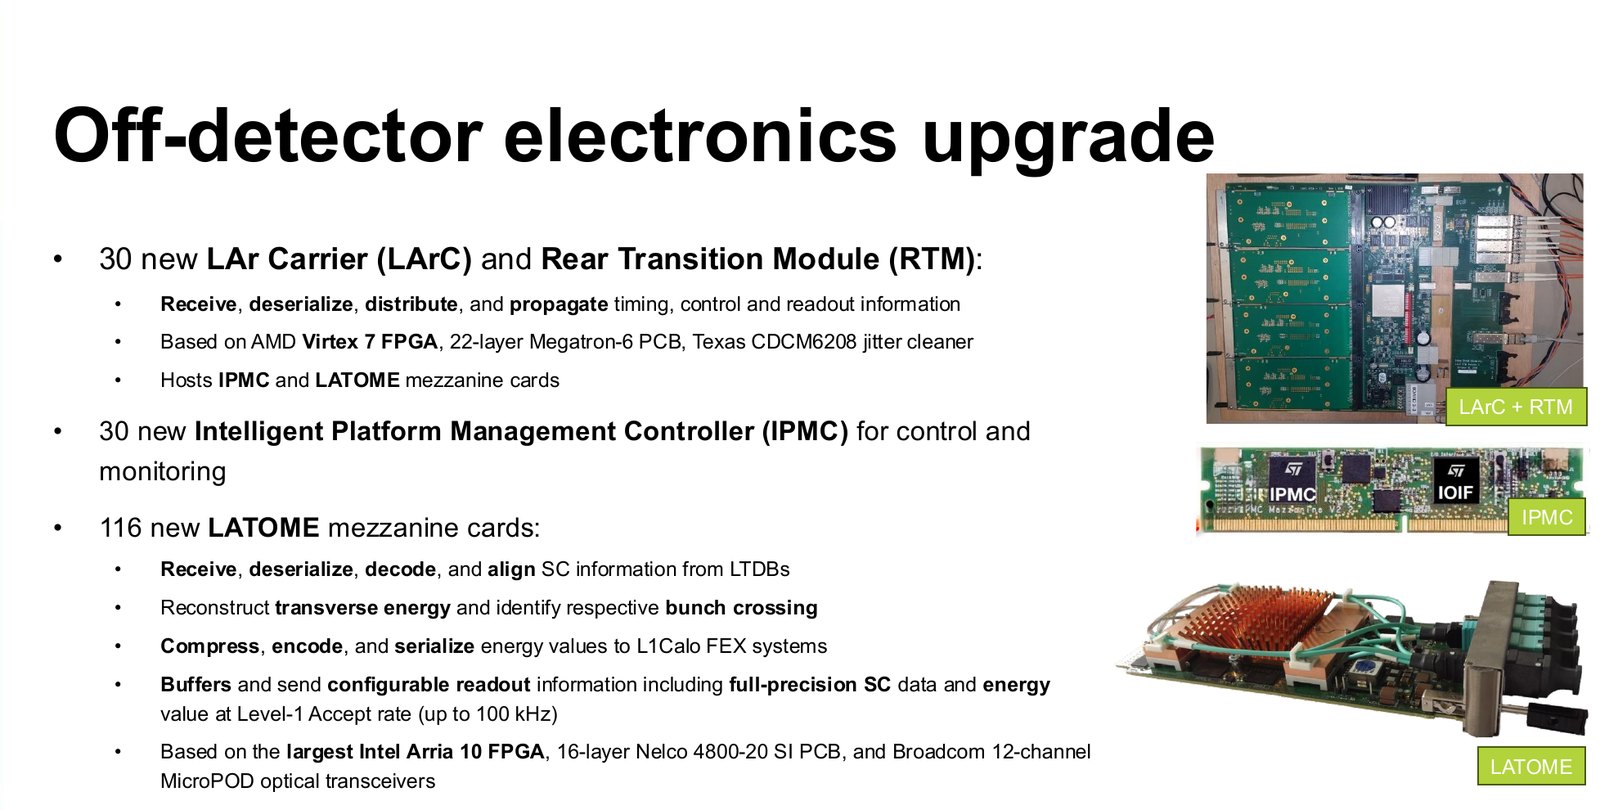 Off-detector electronics upgrade
• 30 new LAr Carrier (LArC) and Rear Transition Module (RTM):
• Receive, deserialize, distribute, and propagate timing, control and readout information
• Based on AMD Virtex 7 FPGA, 22-layer Megatron-6 PCB, Texas CDCM6208 jitter cleaner
• Hosts IPMC and LATOME mezzanine cards
LArC + RTM
• 30 new Intelligent Platform Management Controller (IPMC) for control and
monitoring
IPMC
IOIF
IPMC
• 116 new LATOME mezzanine cards:
• Receive, deserialize, decode, and align SC information from LTDBs
• Reconstruct transverse energy and identify respective bunch crossing
• Compress, encode, and serialize energy values to L1Calo FEX systems
• Buffers and send configurable readout information including full-precision SC data and energy
value at Level-1 Accept rate (up to 100 kHz)
• Based on the largest Intel Arria 10 FPGA, 16-layer Nelco 4800-20 SI PCB, and Broadcom 12-channel
MicroPOD optical transceivers
LATOME